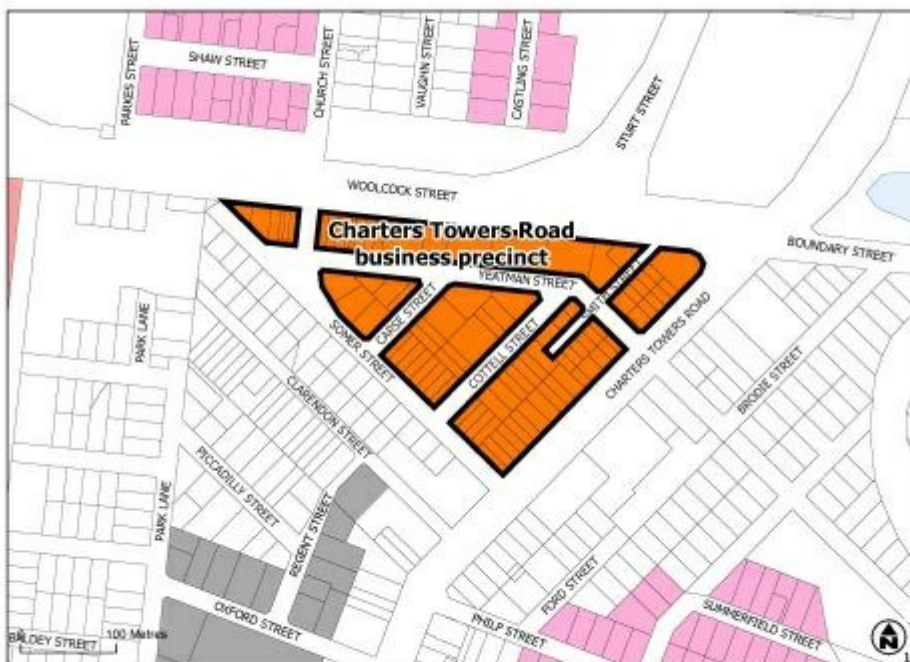 SHAW STREET
PARKES STREET
CHURCH STREET
VAUGHN STREET
CASTLING STREET
STURT STREET
WOOLCOCK STREET
Charters Towers Road
business precinct
BOUNDARY STREET
YEATMAN STREET
SMITH STREET
CARSE STREET
SOMER STREET
COTTELL STREET
CHARTERS TOWERS ROAD
BRODIE STREET
PARK LANE
CLARENDON STREET
PICCADILLY STREET
PARK LANE
REGENT STREET
FORD STREET
OXFORD STREET
PHILP STREET
SUMMERFIELD STREET
BALDEY STREET
100 Metres
N